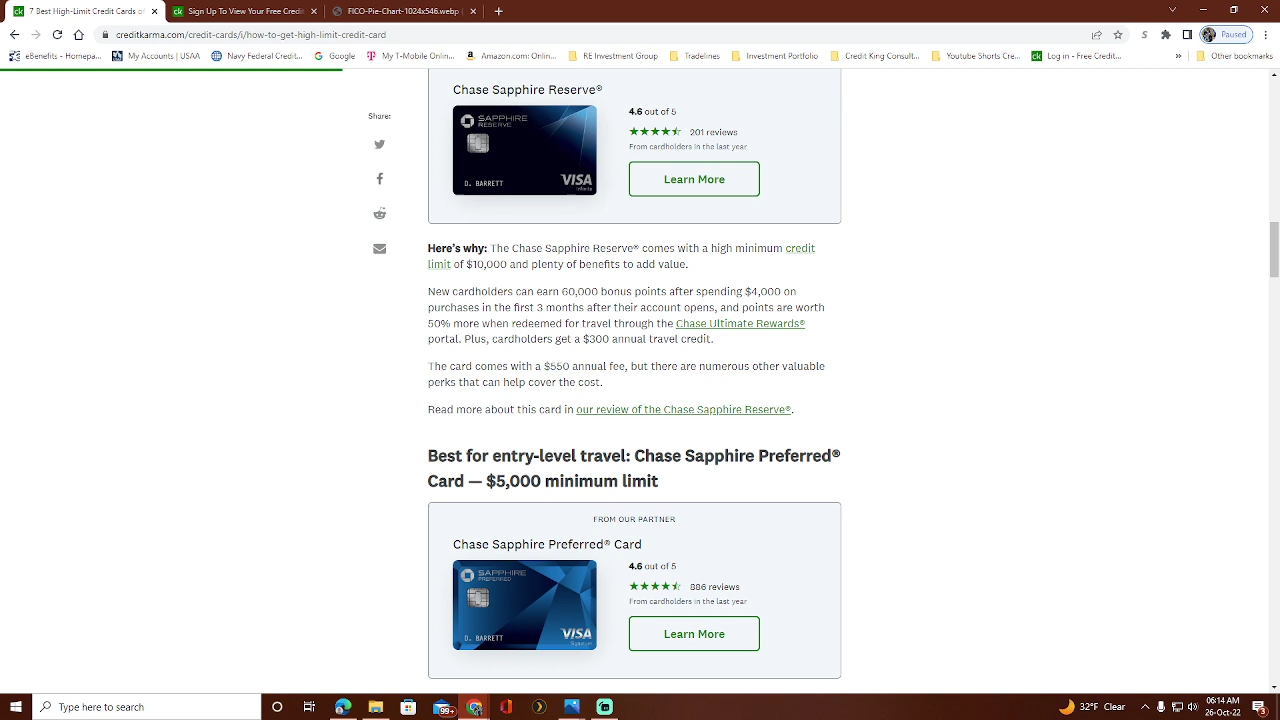 7 Best High-Limit Credit Cards of
Sign Up To View Your Free Credit
FICO-Pie-Chart-1024x546.webp (
creditkarma.com/credit-cards/i/how-to-get-high-limit-credit-card
Paused
eBenefits - Homepa...
My Accounts | USAA
Navy Federal Credit...
Google
My T-Mobile Onlin...
Amazon.com: Onlin...
RE Investment Group
Tradelines
Investment Portfolio
Credit King Consult...
Youtube Shorts Cre...
Log in - Free Credit...
»
Other bookmarks
Chase Sapphire Reserve®
SAPPHIRE
RESERVE
D. BARRETT
VISA
Infinite
4.6 out of 5
201 reviews
From cardholders in the last year
Learn More
Share:
Here's why: The Chase Sapphire Reserve® comes with a high minimum credit
limit of $10,000 and plenty of benefits to add value.
New cardholders can earn 60,000 bonus points after spending $4,000 on
purchases in the first 3 months after their account opens, and points are worth
50% more when redeemed for travel through the Chase Ultimate Rewards®
portal. Plus, cardholders get a $300 annual travel credit.
The card comes with a $550 annual fee, but there are numerous other valuable
perks that can help cover the cost.
Read more about this card in our review of the Chase Sapphire Reserve®.
Best for entry-level travel: Chase Sapphire Preferred®
Card — $5,000 minimum limit
FROM OUR PARTNER
Chase Sapphire Preferred® Card
SAPPHIRE
PREFERRED
D. BARRETT
VISA
Signature
4.6 out of 5
886 reviews
From cardholders in the last year
Learn More
Type here to search
99+
32°F Clear
06:14 AM
26-Oct-22